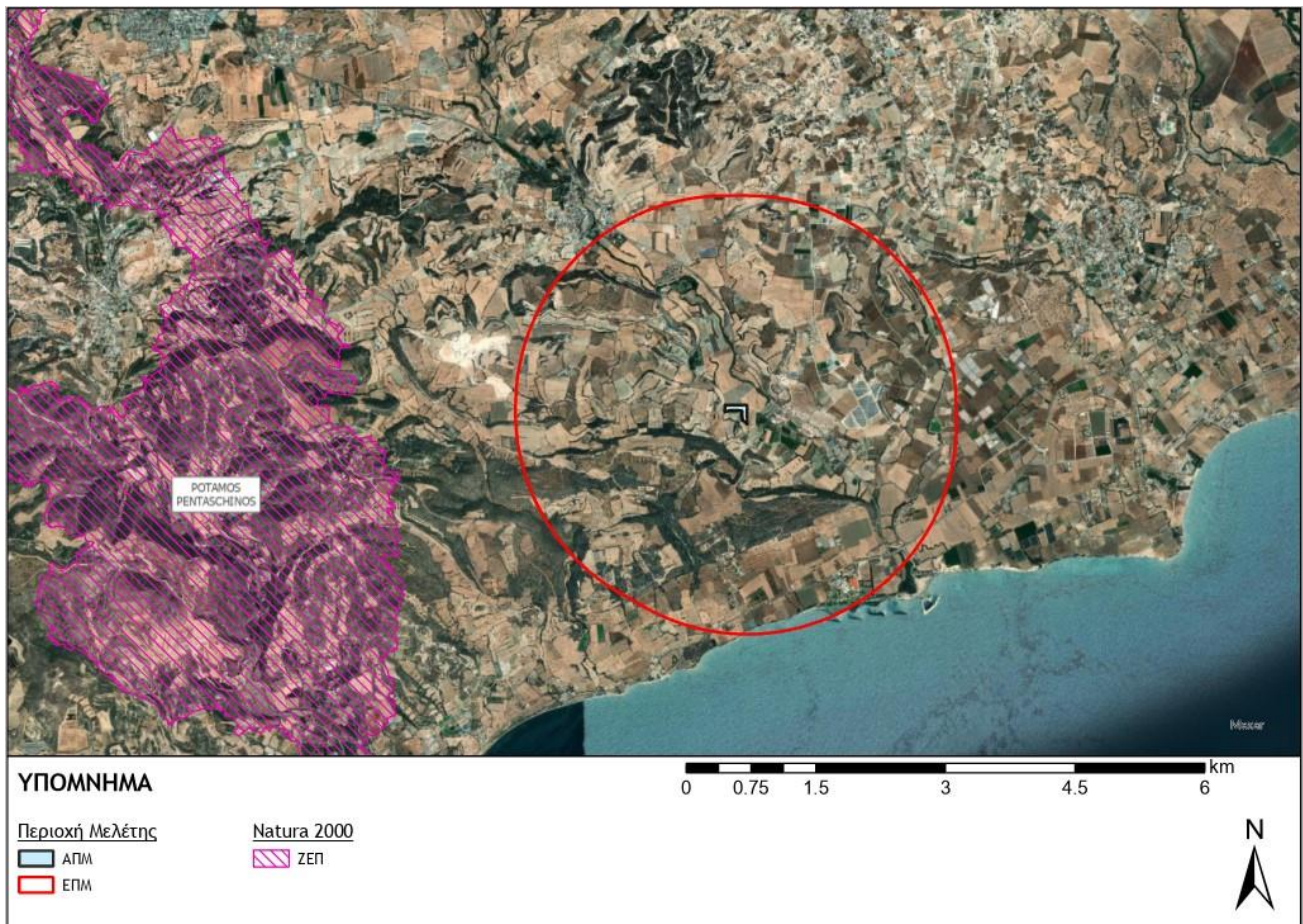 POTAMOS
PENTASCHINOS
Maxar
ΥΠΟΜΝΗΜΑ
km
0 0.75 1.5 3 4.5 6
Περιοχή Μελέτης
Natura 2000
ΑΠΜ
ΖΕΠ
ΕΠΜ
N